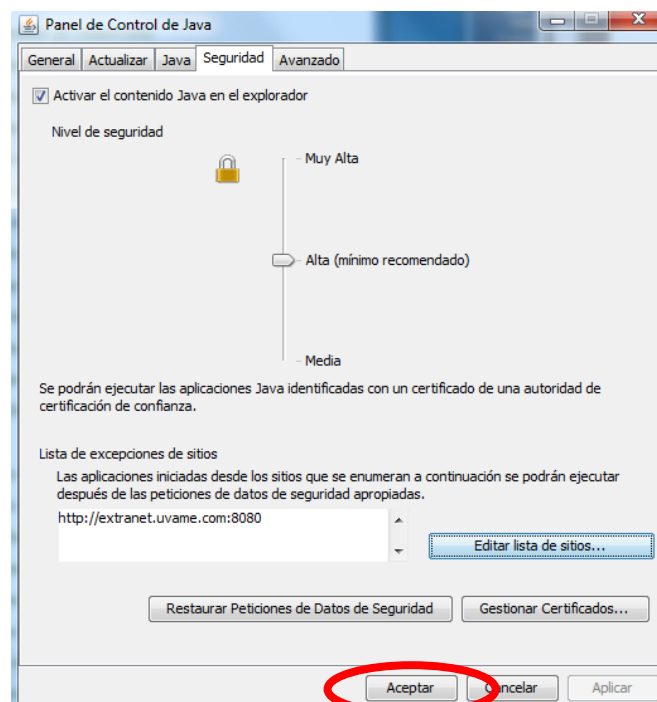 Panel de Control de Java
General Actualizar Java Seguridad Avanzado
Activar el contenido Java en el explorador
Nivel de seguridad
Muy Alta
Alta (mínimo recomendado)
Media
Se podrán ejecutar las aplicaciones Java identificadas con un certificado de una autoridad de
certificación de confianza.
Lista de excepciones de sitios
Las aplicaciones iniciadas desde los sitios que se enumeran a continuación se podrán ejecutar
después de las peticiones de datos de seguridad apropiadas.
http://extranet.uvame.com:8080
Editar lista de sitios...
Restaurar Peticiones de Datos de Seguridad Gestionar Certificados...
Aceptar Cancelar Aplicar